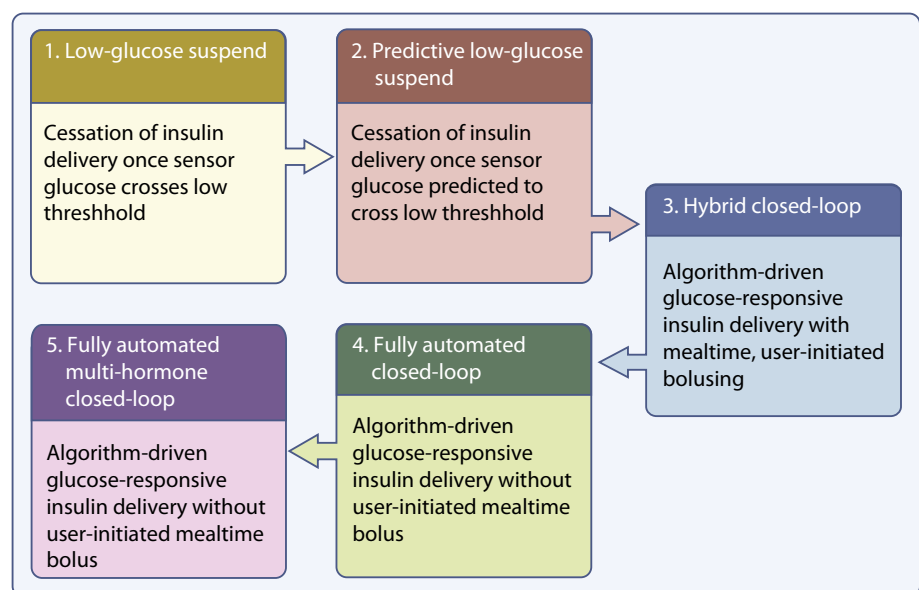 1. Low-glucose suspend
Cessation of insulin
delivery once sensor
glucose crosses low
threshhold
2. Predictive low-glucose
suspend
Cessation of insulin
delivery once sensor
glucose predicted to
cross low threshhold
3. Hybrid closed-loop
Algorithm-driven
glucose-responsive
insulin delivery with
mealtime, user-initiated
bolusing
4. Fully automated
closed-loop
Algorithm-driven
glucose-responsive
insulin delivery without
user-initiated mealtime
bolus
5. Fully automated
multi-hormone
closed-loop
Algorithm-driven
glucose-responsive
insulin delivery without
user-initiated mealtime
bolus